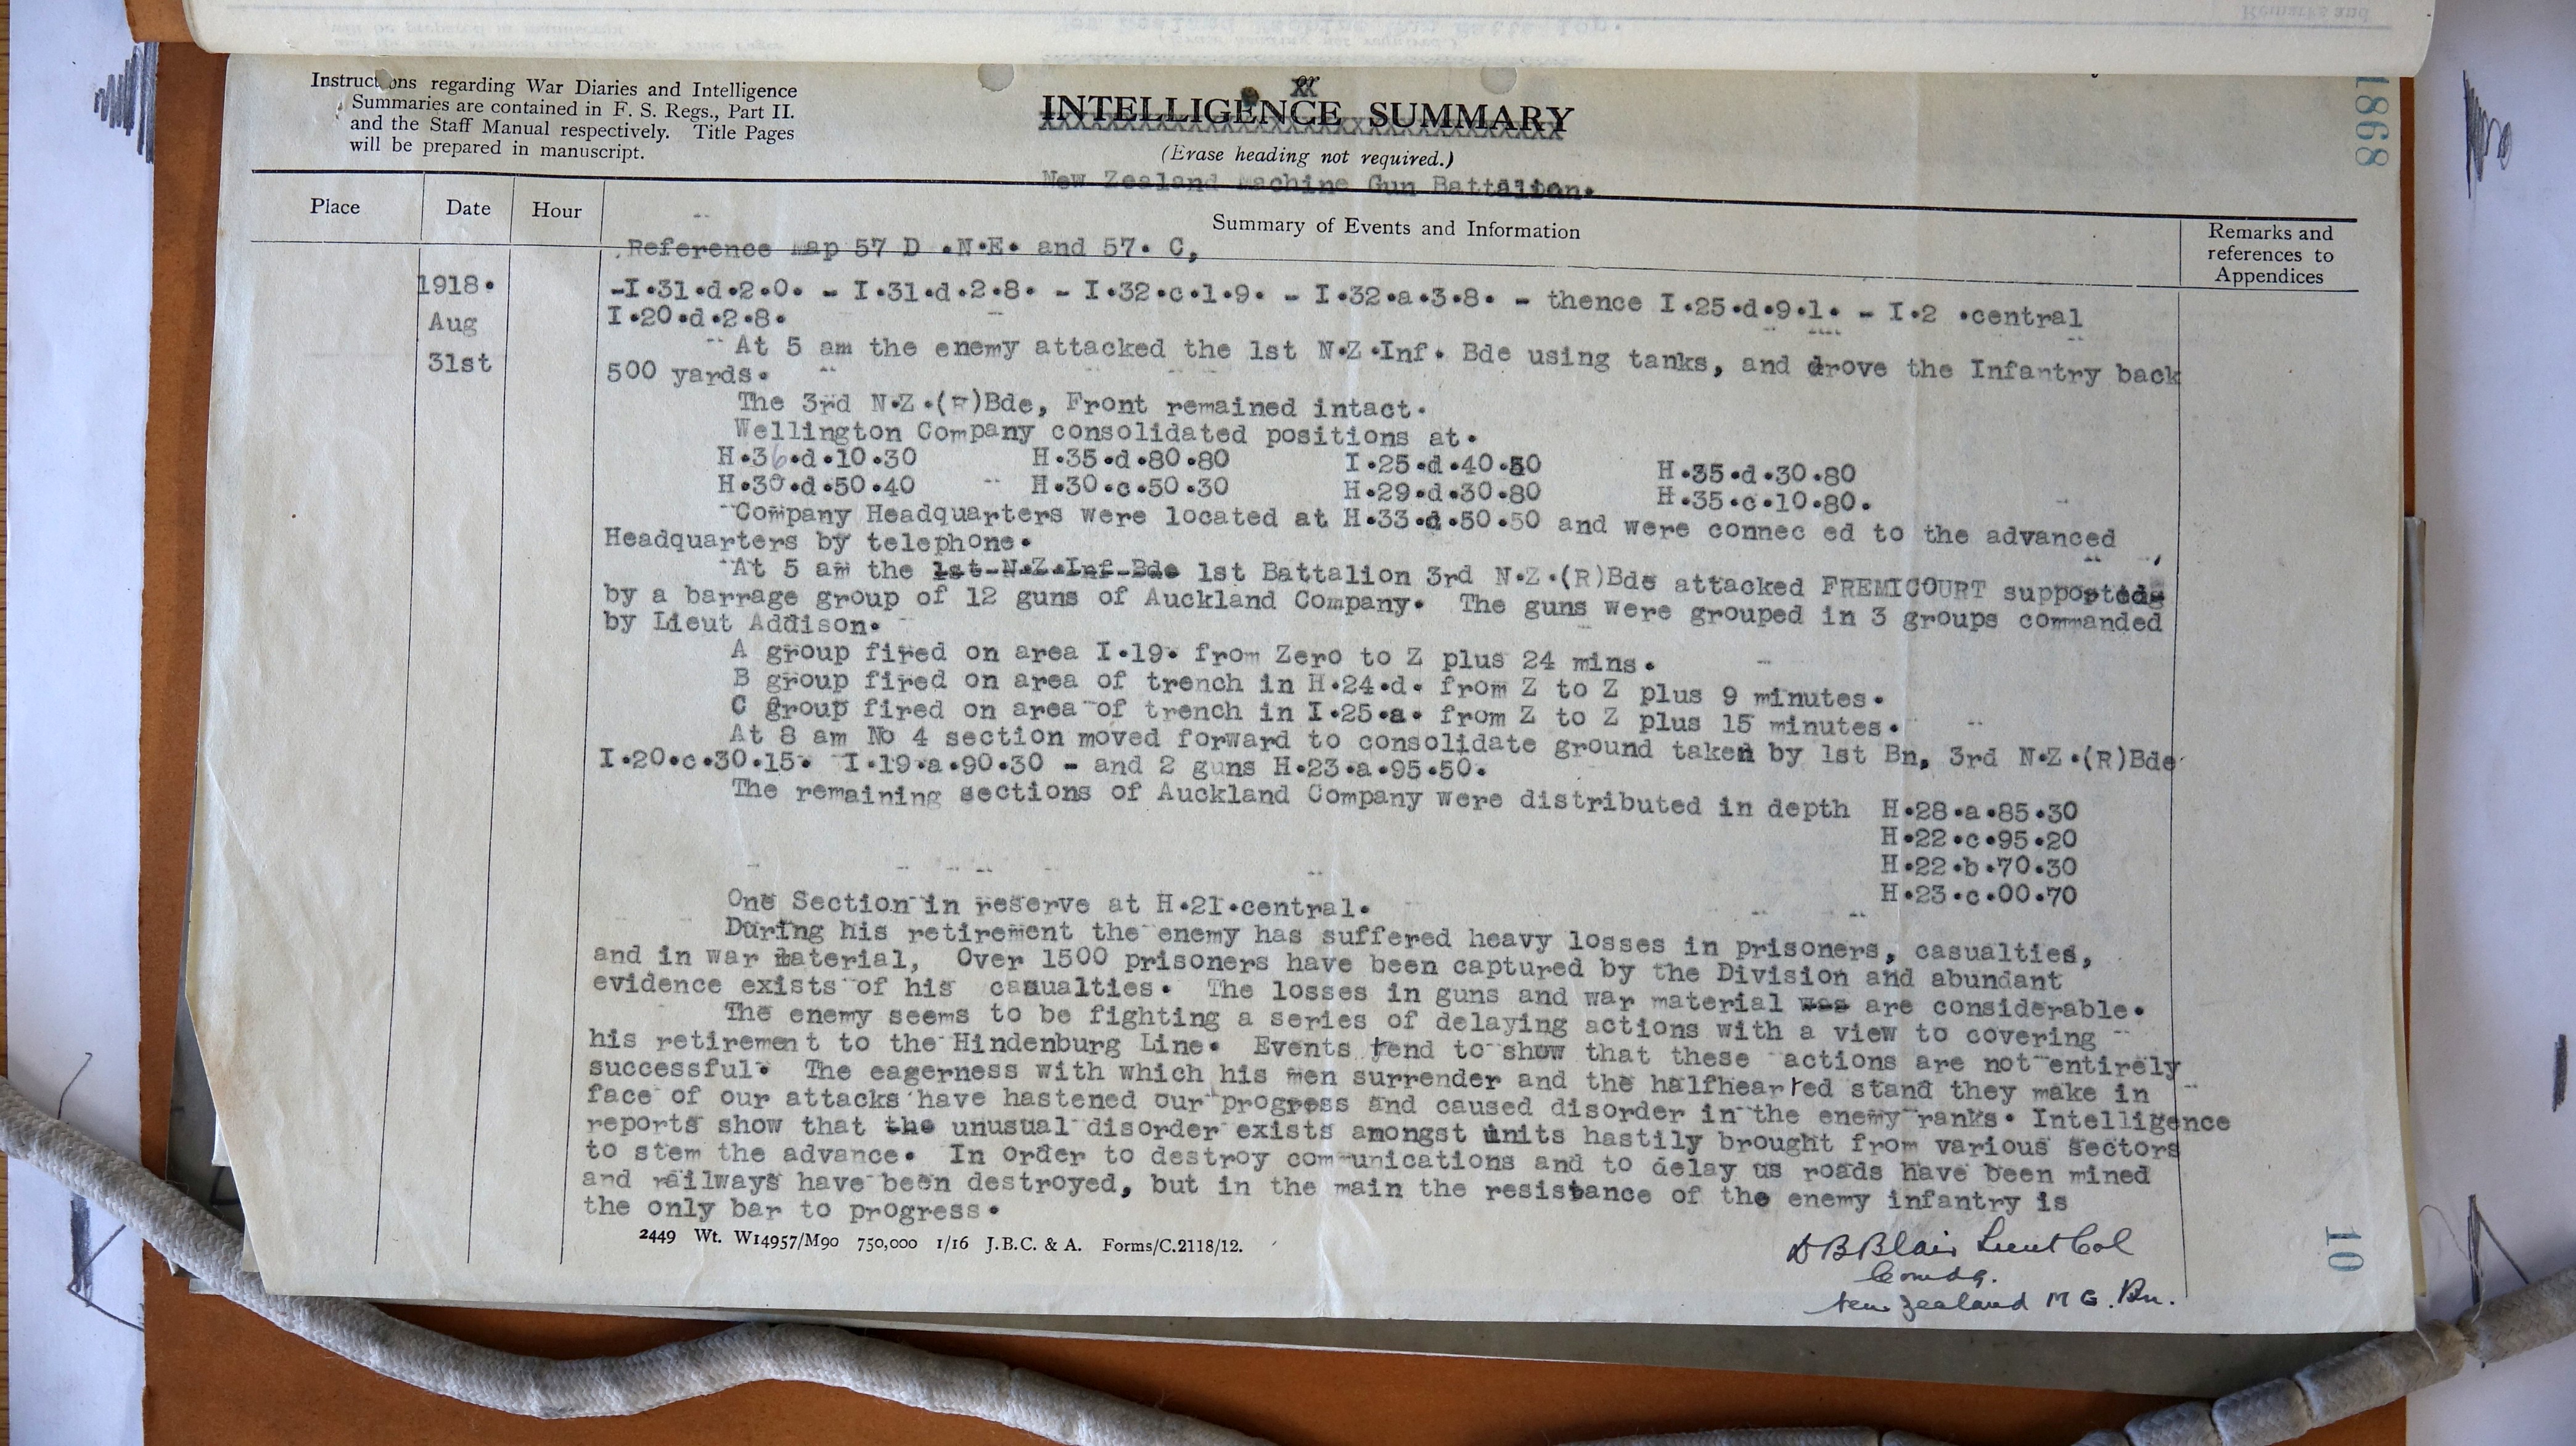 Instructions regarding War Diaries and Intelligence
Summaries are contained in F. S. Regs., Part II.
and the Staff Manual respectively. Title Pages
will be prepared in manuscript.
or
INTELLIGENCE SUMMARY
(Erase heading not required.)
New Zealand Machine Gun Battalion.
1868
Place
Date
Hour
Summary of Events and Information
Remarks and
references to
Appendices
Reference Map 57 D .N.E. and 57. C,
1918.
Aug
31st
-I.31.d.2.0. - I.31.d.2.8. - I.32.c.1.9. - I.32.a.3.8. - thence I.25.d.9.1. - I.2 .central
I.20.d.2.8.
At 5 am the enemy attacked the 1st N.Z.Inf. Bde using tanks, and drove the Infantry back
500 yards.
The 3rd N.Z.(R)Bde, Front remained intact.
Wellington Company consolidated positions at.
H.36.d.10.30 H.35.d.80.80 I.25.d.40.50 H.35.d.30.80
H.30.d.50.40 H.30.c.50.30 H.29.d.30.80 H.35.c.10.80.
Company Headquarters were located at H.33.d.50.50 and were connec ed to the advanced
Headquarters by telephone.
At 5 am the 1st-N.Z.Inf-Bde 1st Battalion 3rd N.Z.(R)Bde attacked FREMICOURT supported
by a barrage group of 12 guns of Auckland Company. The guns were grouped in 3 groups commanded
by Lieut Addison.
A group fired on area I.19. from Zero to Z plus 24 mins.
B group fired on area of trench in H.24.d. from Z to Z plus 9 minutes.
C group fired on area of trench in I.25.a. from Z to Z plus 15 minutes.
At 8 am No 4 section moved forward to consolidate ground taken by 1st Bn, 3rd N.Z.(R)Bde
I.20.c.30.15. I.19.a.90.30 - and 2 guns H.23.a.95.50.
The remaining sections of Auckland Company were distributed in depth H.28.a.85.30
H.22.c.95.20
H.22.b.70.30
H.23.c.00.70
One Section in reserve at H.21.central.
During his retirement the enemy has suffered heavy losses in prisoners, casualties,
and in war material, Over 1500 prisoners have been captured by the Division and abundant
evidence exists of his casualties. The losses in guns and war material was are considerable.
The enemy seems to be fighting a series of delaying actions with a view to covering
his retirement to the Hindenburg Line. Events tend to show that these actions are not entirely
successful. The eagerness with which his men surrender and the halfhearted stand they make in
face of our attacks have hastened our progress and caused disorder in the enemy ranks. Intelligence
reports show that the unusual disorder exists amongst units hastily brought from various sectors
to stem the advance. In order to destroy communications and to delay us roads have been mined
and railways have been destroyed, but in the main the resistance of the enemy infantry is
the only bar to progress.
2449 Wt. W14957/M90 750,000 1/16 J.B.C. & A. Forms/C.2118/12.
D B Blair Lieut Col
Comdg.
New Zealand M G. Bn.
10